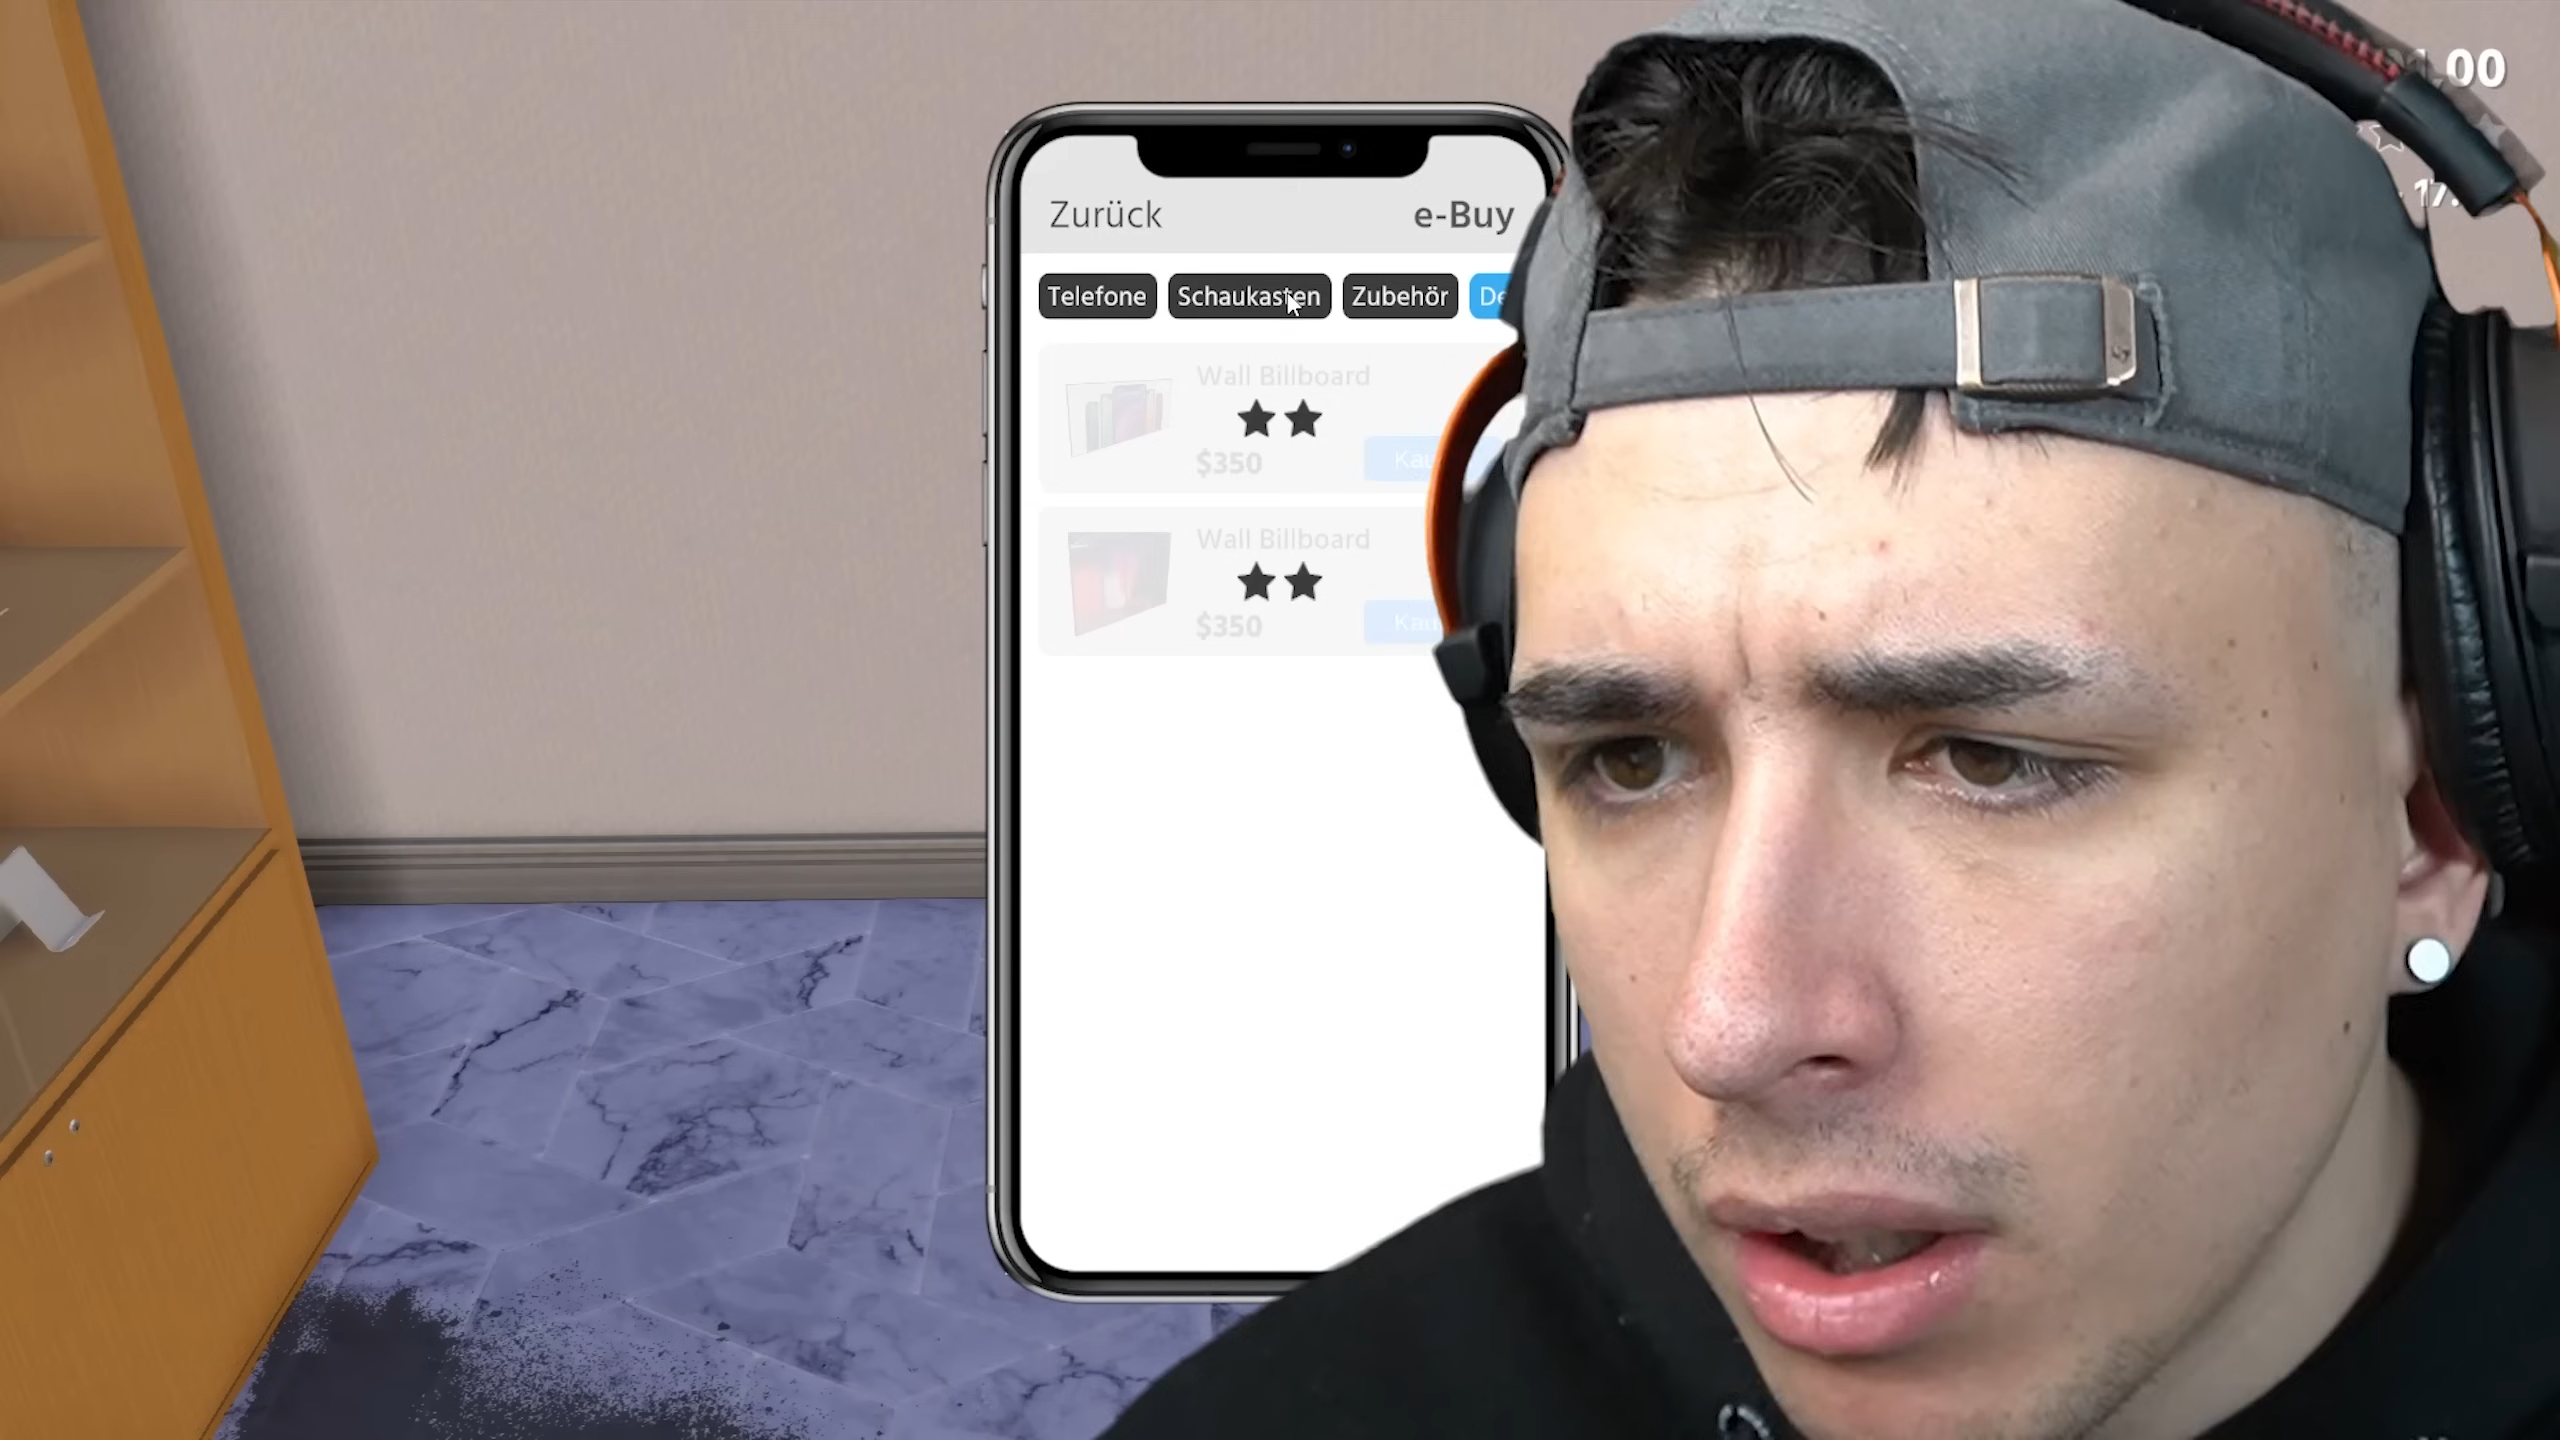 Zurück
e-Buy
Telefone
Schaukasten
Zubehör
Wall Billboard
$350
Wall Billboard
$350